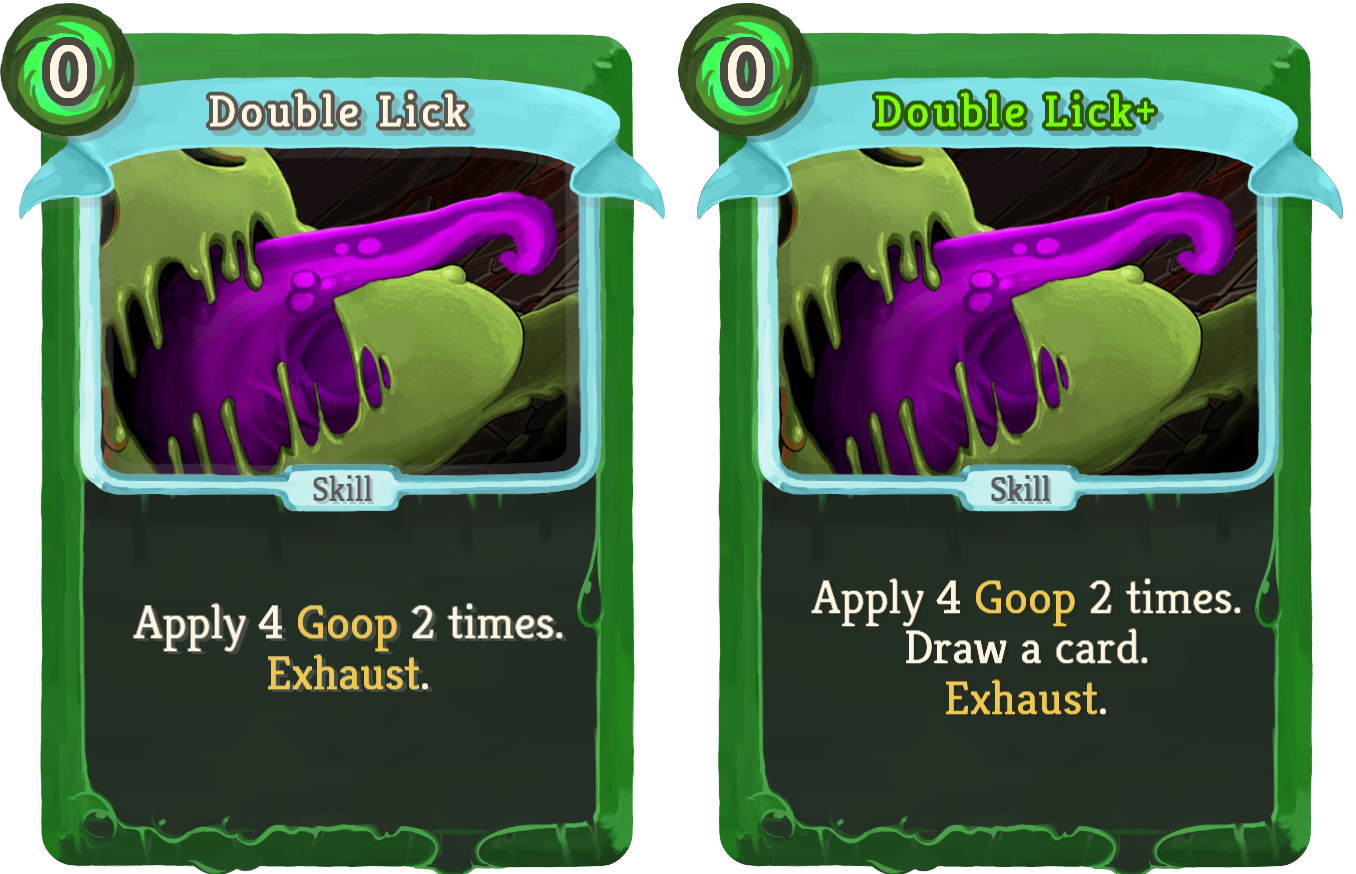 0
Double Lick
Skill
Apply 4 Goop 2 times.
Exhaust.
0
Double Lick+
Skill
Apply 4 Goop 2 times.
Draw a card.
Exhaust.